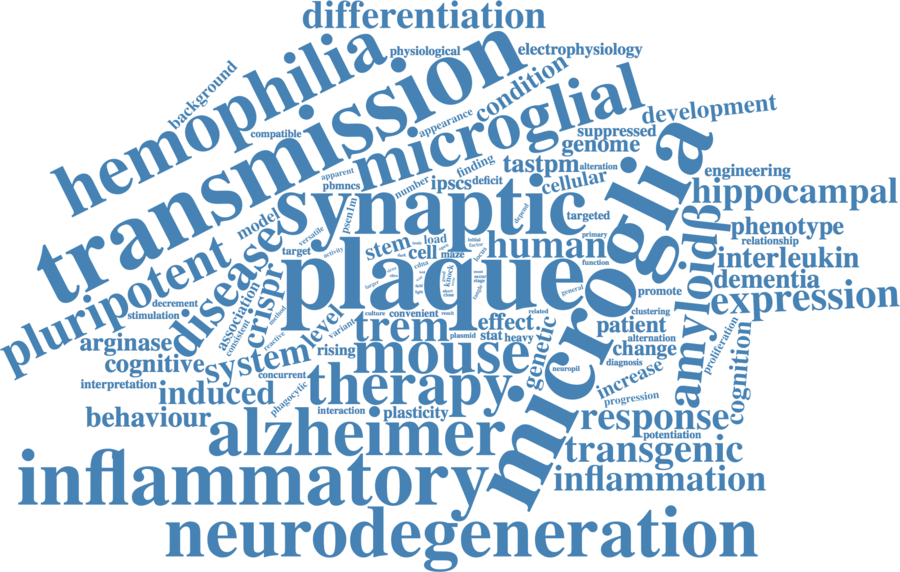 differentiation
hemophilia
physiological
electrophysiology
background
transmission
condition
compatible
appearance
microglial
development
suppressed
genome
finding
tastpm
alteration
engineering
apparent
pbmncs
number
ipscs
deficit
cellular
hippocampal
psen1m
synaptic
depend
targeted
microglia
amyloidβ
phenotype
relationship
model
versatile
target
activity
stem
load
cell
maze
initial
human
primary
function
interleukin
dementia
pluripotent
disease
crispr
plaque
knock
general
promote
expression
decrement
stimulation
association
consistent
method
level
variant
culture
convenient
result
related
clustering
arginase
reactive
trem
plasmid
effect
stat
heavy
genetic
patient
alternation
change
proliferation
cognitive
system
rising
mouse
neuropil
diagnosis
cognition
interpretation
concurrent
induced
phagocytic
therapy
increase
progression
behaviour
interaction
plasticity
response
potentiation
alzheimer
transgenic
inflammatory
inflammation
neurodegeneration